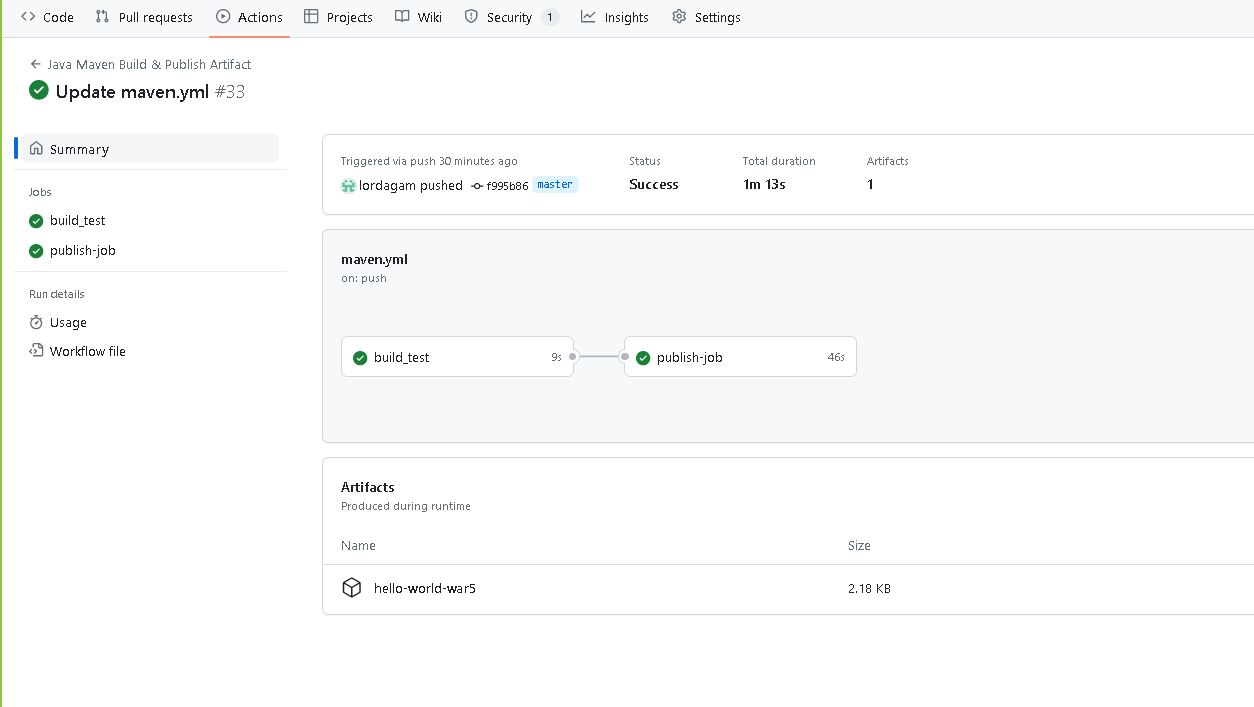 Code Pull requests Actions Projects Wiki Security 1 Insights Settings
Java Maven Build & Publish Artifact
Update maven.yml #33
Summary
Jobs
build_test
publish-job
Run details
Usage
Workflow file
Triggered via push 30 minutes ago
lordagam pushed f995b86 master
Status
Success
Total duration
1m 13s
Artifacts
1
maven.yml
on: push
build_test 9s
publish-job 46s
Artifacts
Produced during runtime
Name Size
hello-world-war5 2.18 KB